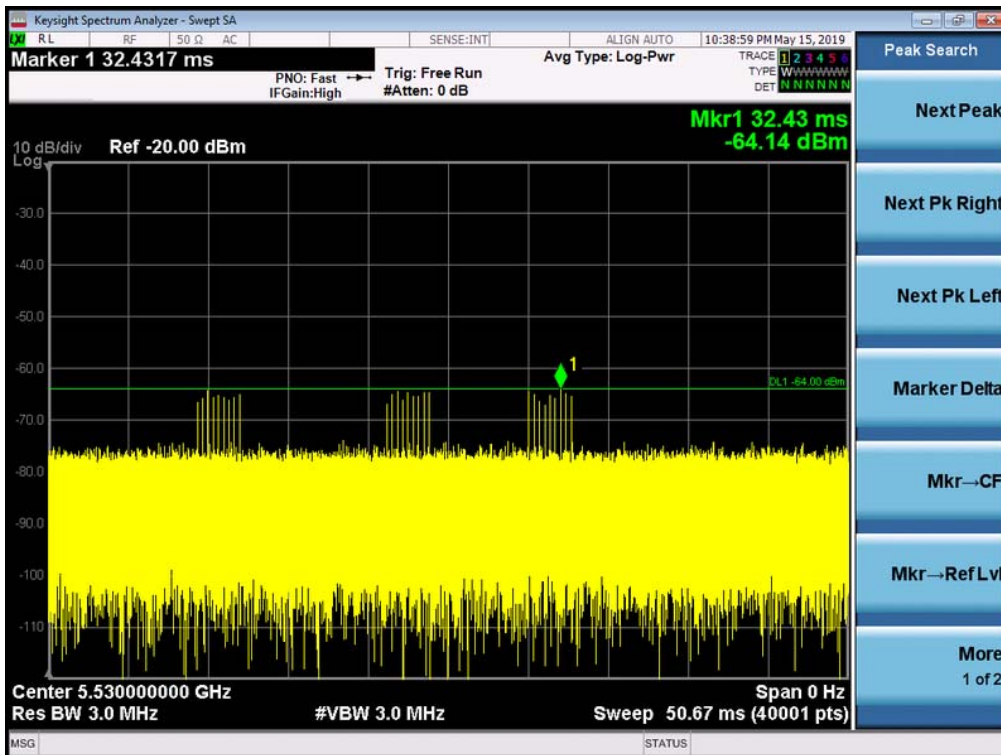 Keysight Spectrum Analyzer - Swept SA
LXI RL RF 50 Ω AC SENSE:INT ALIGN AUTO 10:38:59 PM May 15, 2019
Marker 1 32.4317 ms
PNO: Fast
IFGain:High
Trig: Free Run
#Atten: 0 dB
Avg Type: Log-Pwr
TRACE 1 2 3 4 5 6
TYPE W
DET N N N N N N
Peak Search
Next Peak
Next Pk Right
Next Pk Left
Marker Delta
Mkr→CF
Mkr→Ref Lvl
More
1 of 2
Mkr1 32.43 ms
-64.14 dBm
10 dB/div Ref -20.00 dBm
Log
-30.0
-40.0
-50.0
-60.0
-70.0
-80.0
-90.0
-100
-110
1
DL1 -64.00 dBm
Center 5.530000000 GHz Span 0 Hz
Res BW 3.0 MHz #VBW 3.0 MHz Sweep 50.67 ms (40001 pts)
MSG STATUS